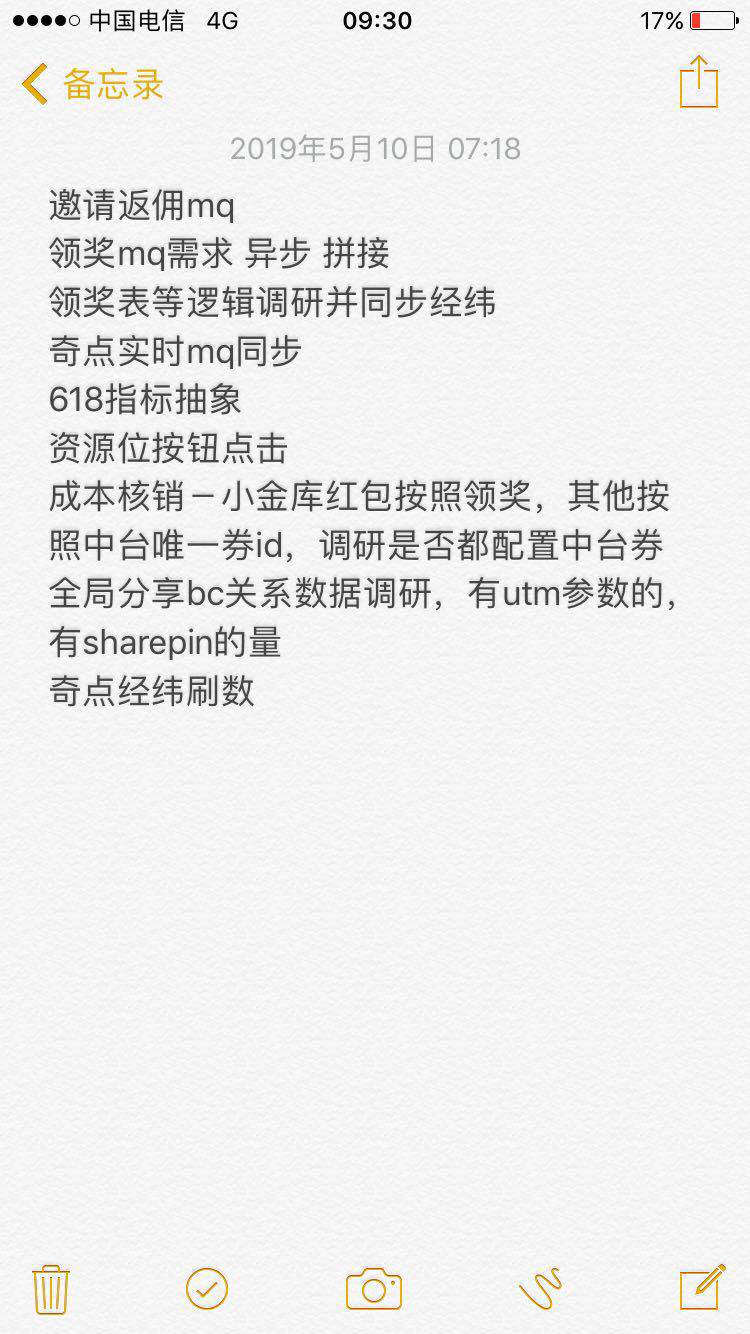 中国电信 4G 09:30 17%
备忘录
2019年5月10日 07:18
邀请返佣mq
领奖mq需求 异步 拼接
领奖表等逻辑调研并同步经纬
奇点实时mq同步
618指标抽象
资源位按钮点击
成本核销－小金库红包按照领奖，其他按
照中台唯一券id，调研是否都配置中台券
全局分享bc关系数据调研，有utm参数的，
有sharepin的量
奇点经纬刷数